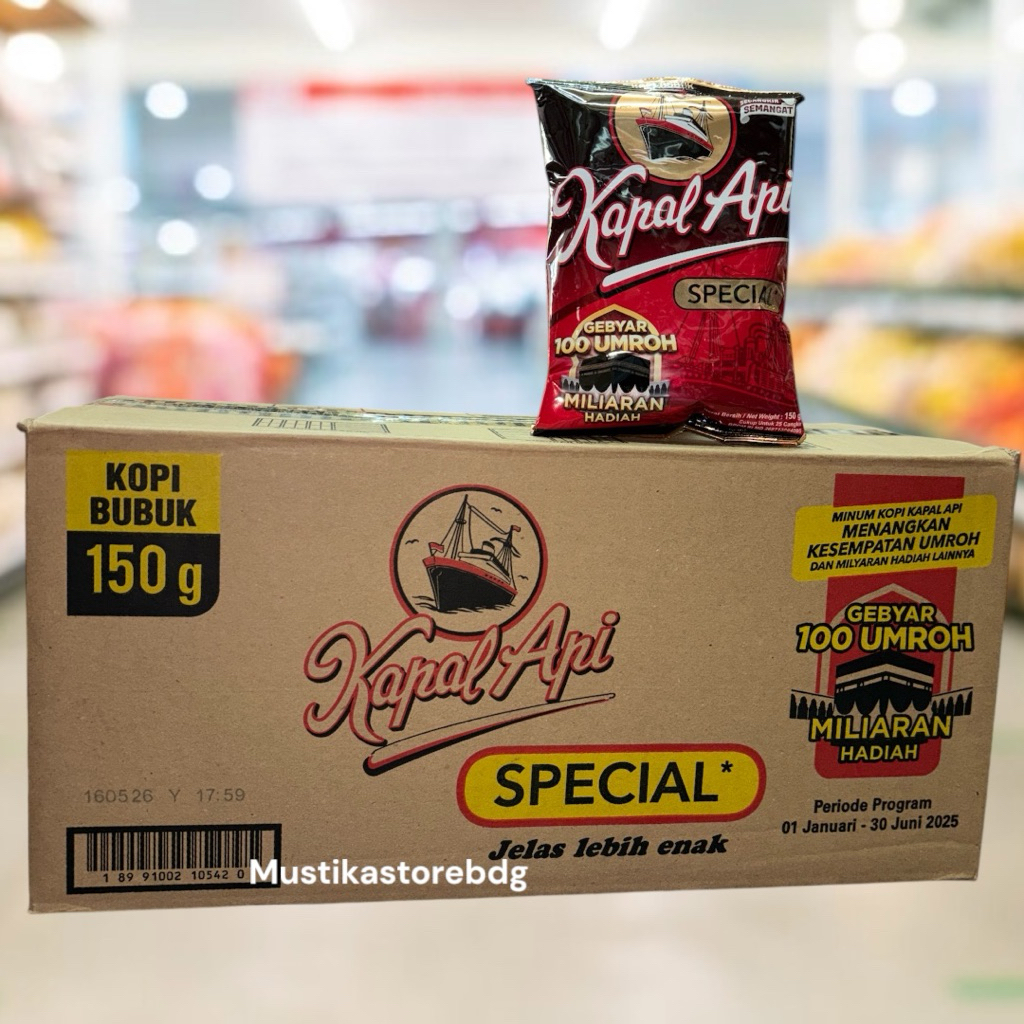 SEMANGAT
Kapal Api
SPECIAL
GEBYAR
100 UMROH
MILIARAN
HADIAH
Net Weight : 150 g
KOPI
BUBUK
150 g
Kapal Api
SPECIAL*
Jelas lebih enak
MINUM KOPI KAPAL API
MENANGKAN
KESEMPATAN UMROH
DAN MILYARAN HADIAH LAINNYA
GEBYAR
100 UMROH
MILIARAN
HADIAH
Periode Program
01 Januari - 30 Juni 2025
160526 Y 17:59
1 89 91002 10542 0
Mustikastorebdg